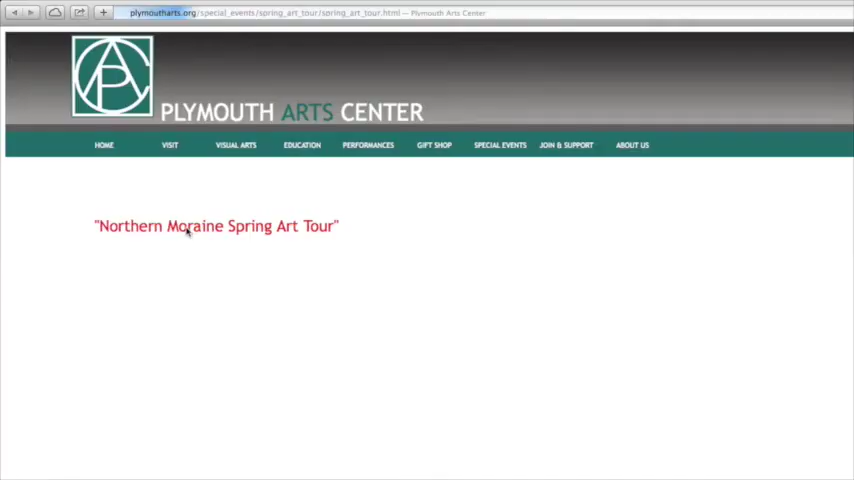 plymoutharts.org/special_events/spring_art_tour/spring_art_tour.html — Plymouth Arts Center
PLYMOUTH ARTS CENTER
HOME VISIT VISUAL ARTS EDUCATION PERFORMANCES GIFT SHOP SPECIAL EVENTS JOIN & SUPPORT ABOUT US
"Northern Moraine Spring Art Tour"